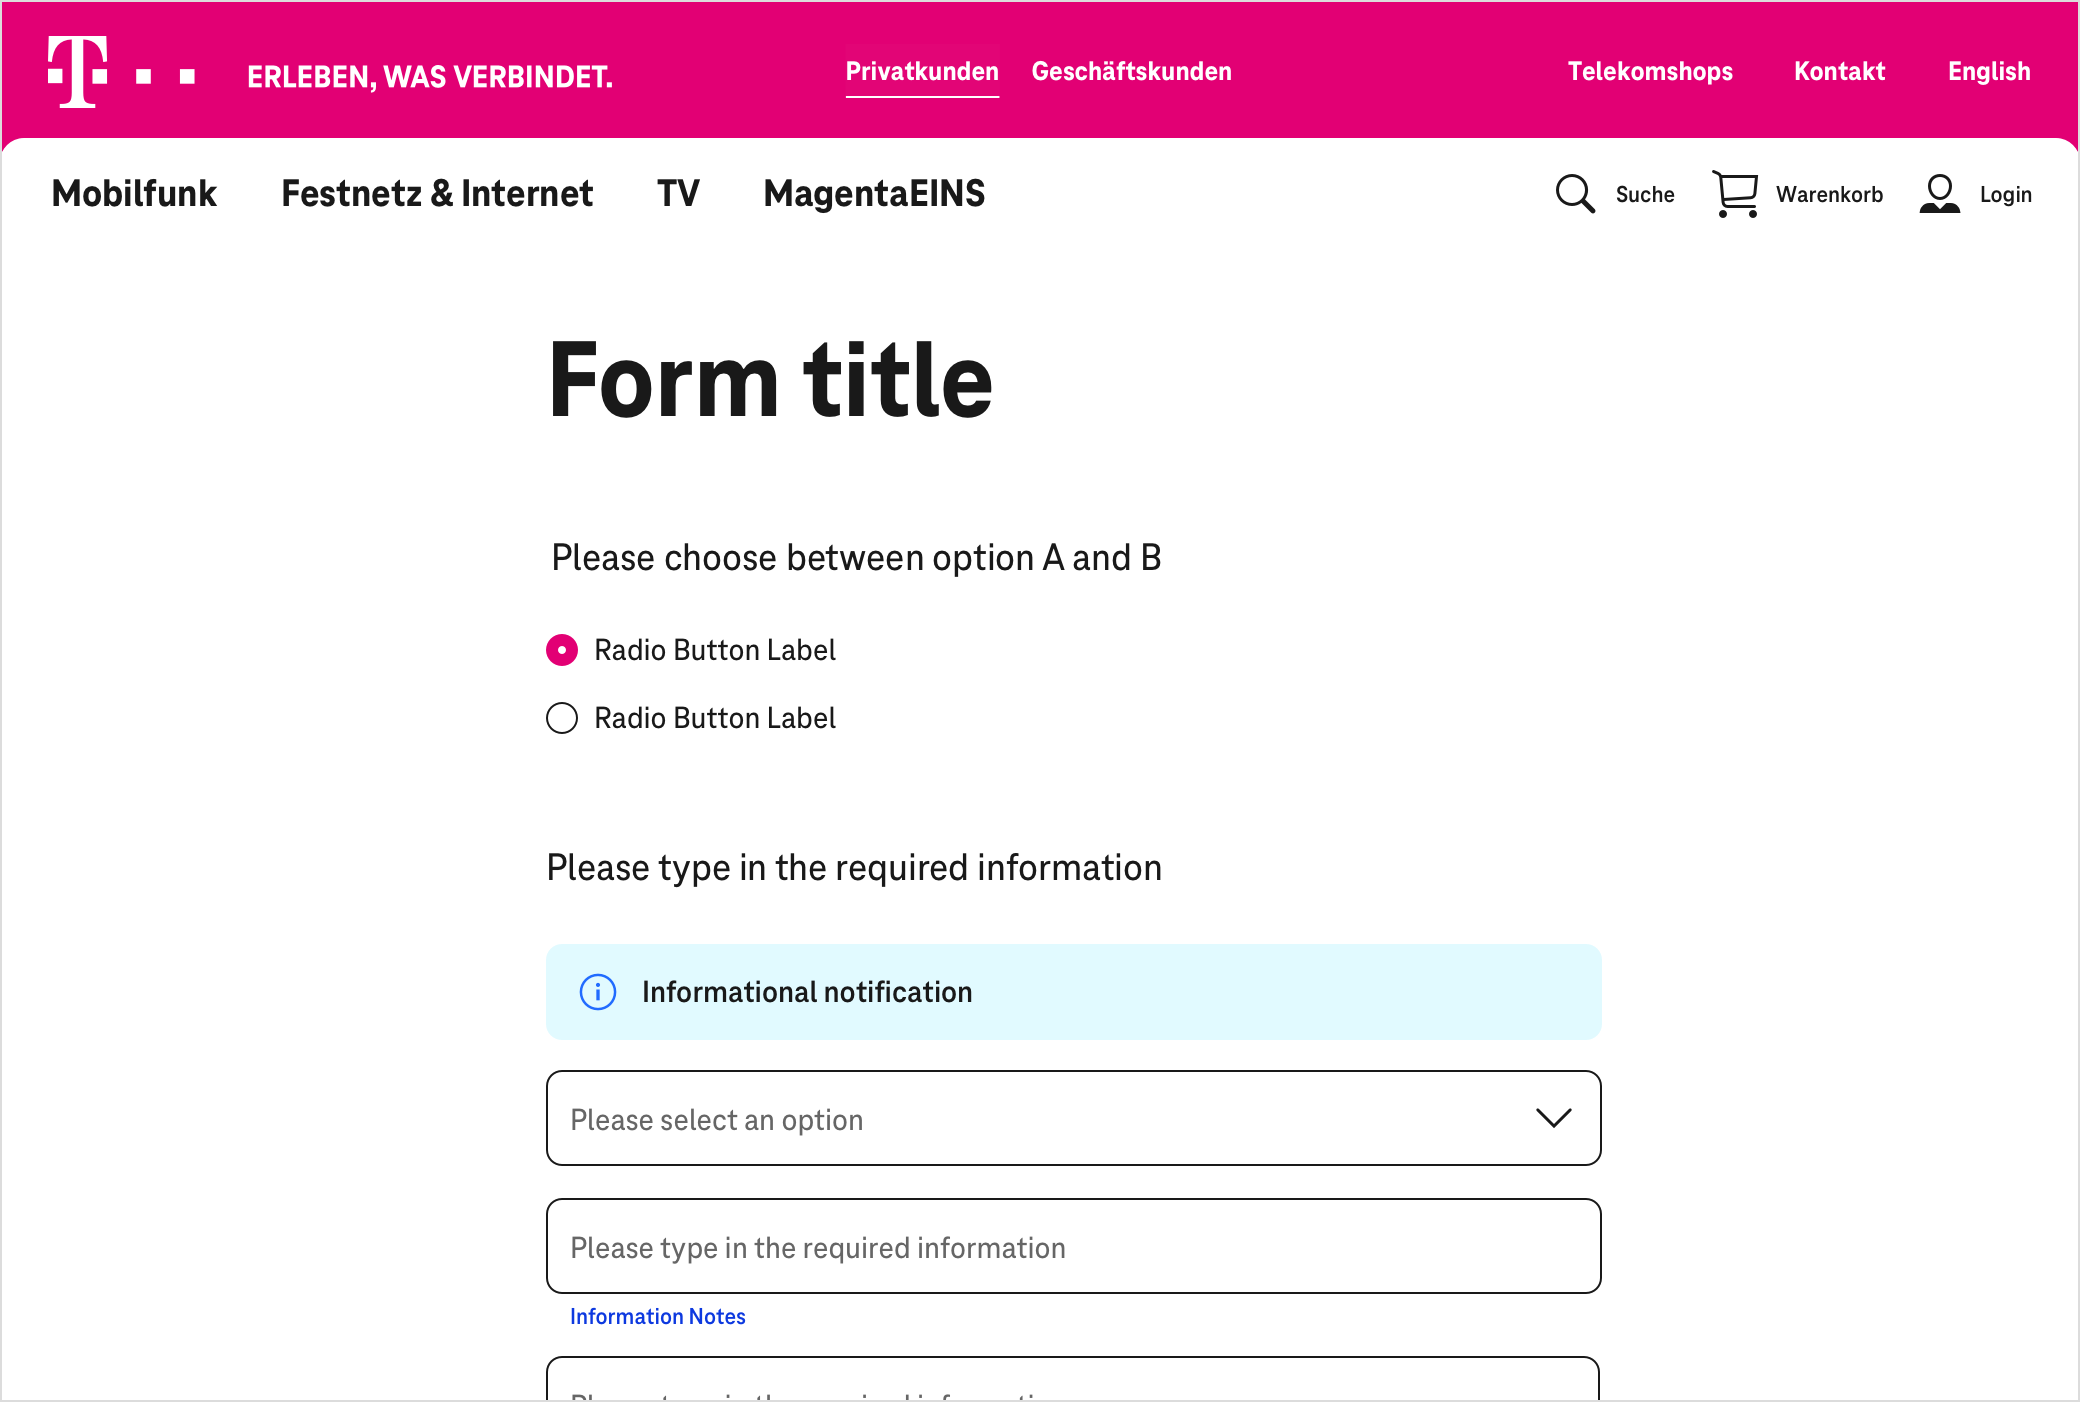 T
ERLEBEN, WAS VERBINDET.
Privatkunden Geschäftskunden
Telekomshops Kontakt English
Mobilfunk Festnetz & Internet TV MagentaEINS
Suche Warenkorb Login
Form title
Please choose between option A and B
Radio Button Label
Radio Button Label
Please type in the required information
Informational notification
Please select an option
Please type in the required information
Information Notes